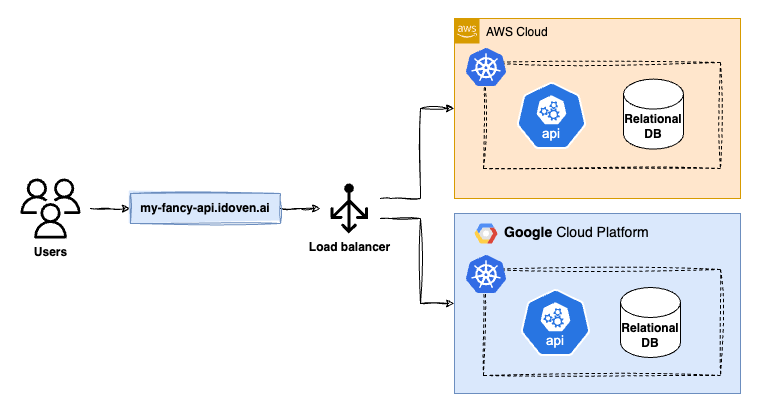 aws
AWS Cloud
api
Relational
DB
Users
my-fancy-api.idoven.ai
Load balancer
Google Cloud Platform
api
Relational
DB